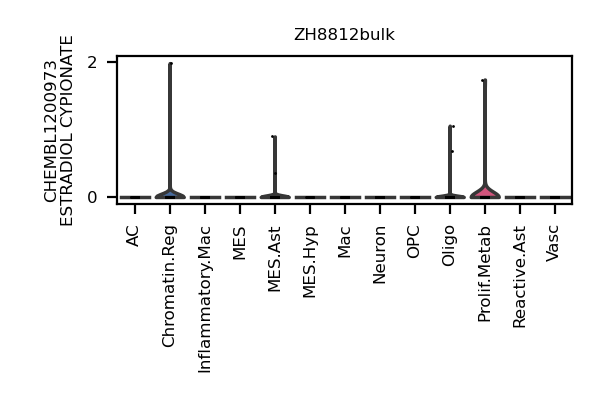 ZH8812bulk
CHEMBL1200973
ESTRADIOL CYPIONATE
2
0
AC
Chromatin.Reg
Inflammatory.Mac
MES
MES.Ast
MES.Hyp
Mac
Neuron
OPC
Oligo
Prolif.Metab
Reactive.Ast
Vasc